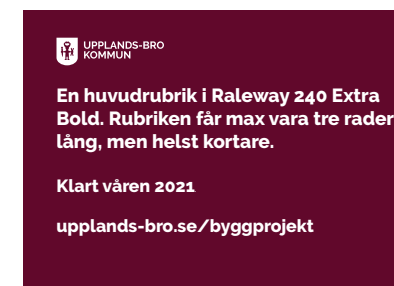 UPPLANDS-BRO
KOMMUN
En huvudrubrik i Raleway 240 Extra
Bold. Rubriken får max vara tre rader
lång, men helst kortare.
Klart våren 2021
upplands-bro.se/byggprojekt